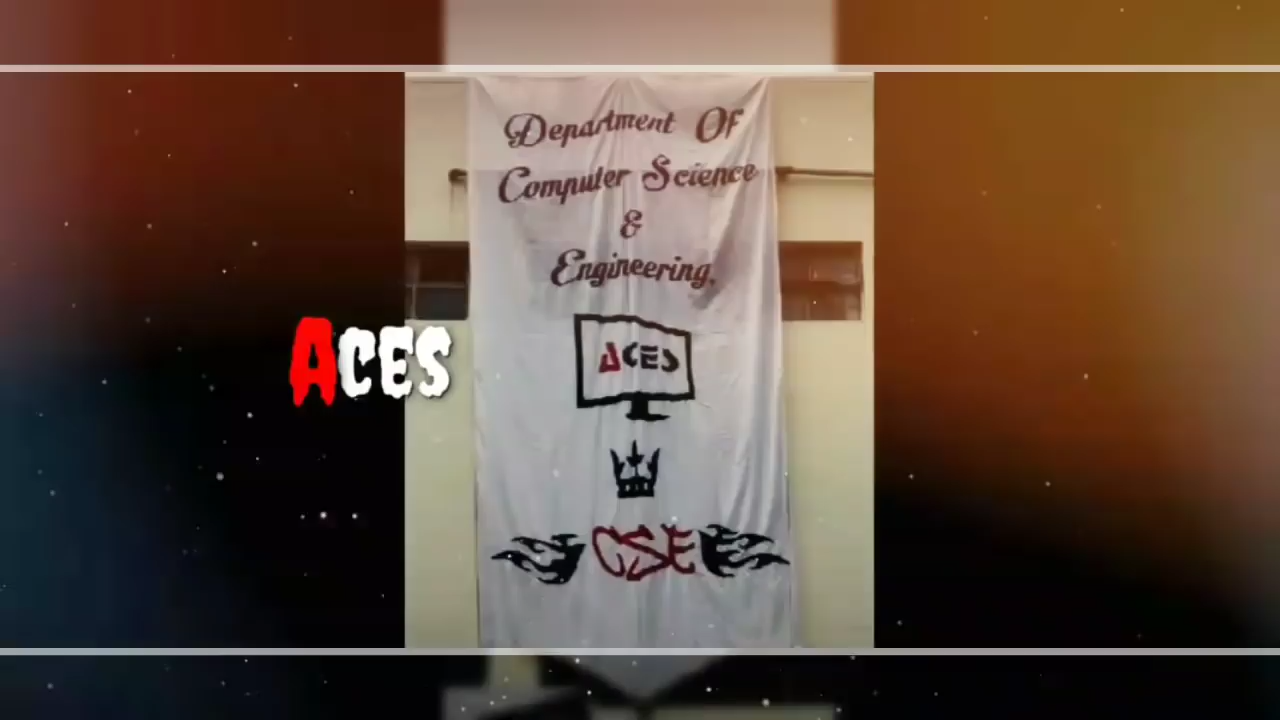 Department Of
Computer Science
&
Engineering.
ACES
ACES
CSE